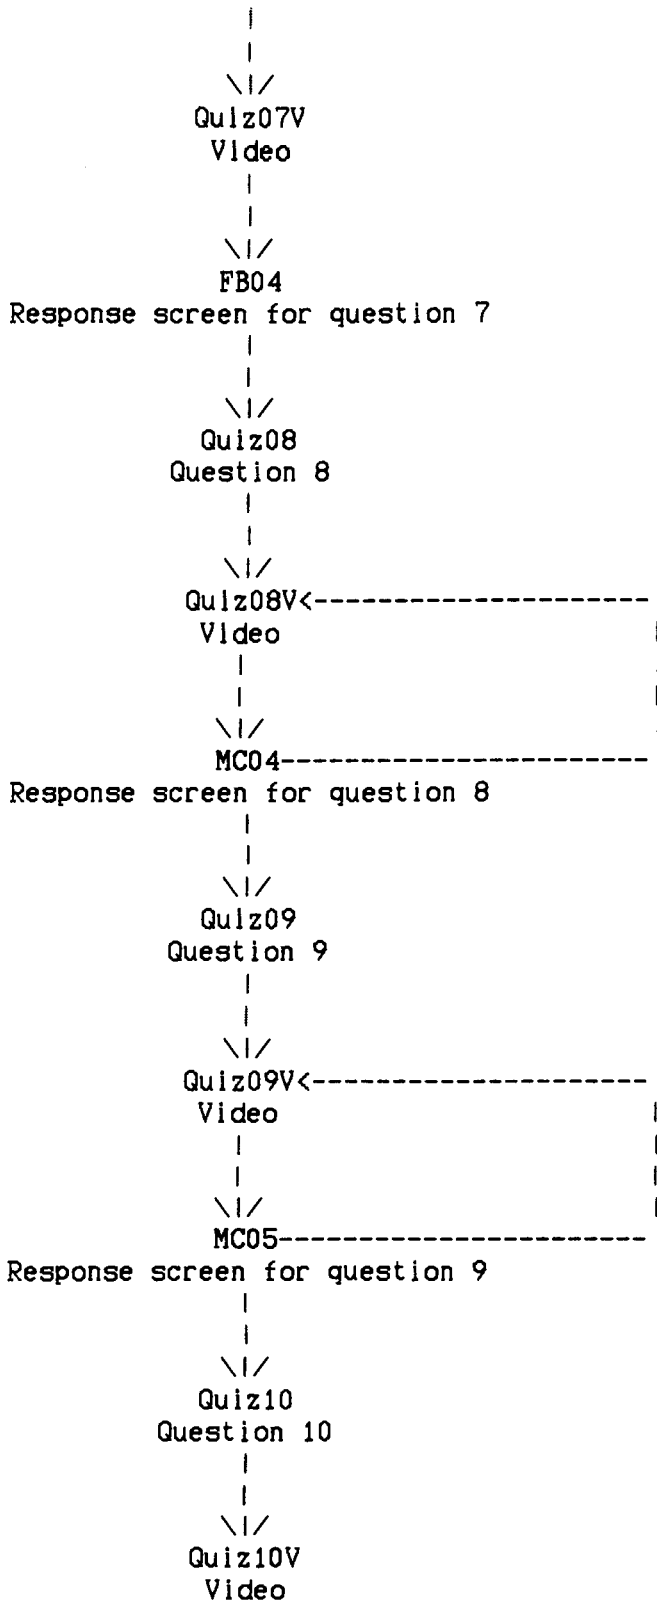 Quiz07V
Video
FB04
Response screen for question 7
Quiz08
Question 8
Quiz08V<---------------------
Video
MC04-----------------------
Response screen for question 8
Quiz09
Question 9
Quiz09V<---------------------
Video
MC05-----------------------
Response screen for question 9
Quiz10
Question 10
Quiz10V
Video